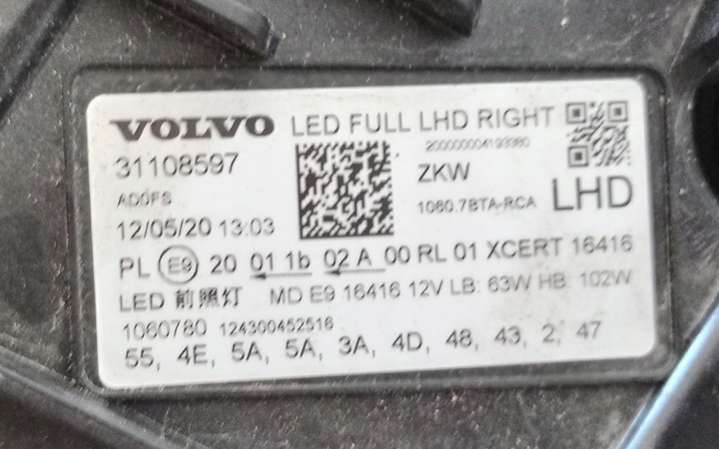 VOLVO LED FULL LHD RIGHT
31108597
ZKW
1060.78TA-RCA
LHD
12/05/20 13:03
PL E9 20 01 1b 02 A 00 RL 01 XCERT 16416
LED 前照灯 MD E9 16416 12V LB: 63W HB: 102W
1060780 124300452516
55, 4E, 5A, 5A, 3A, 4D, 48, 43, 2, 47